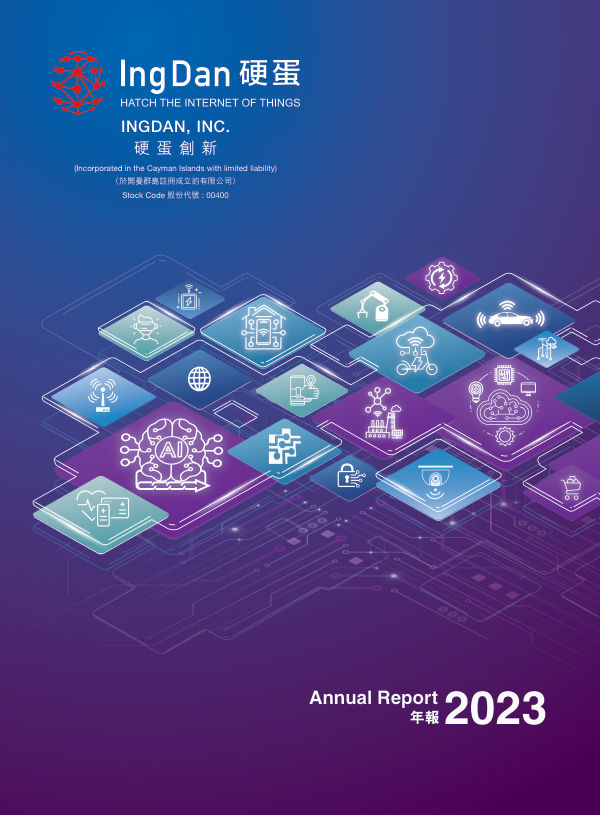 IngDan 硬蛋
HATCH THE INTERNET OF THINGS
INGDAN, INC.
硬蛋創新
(Incorporated in the Cayman Islands with limited liability)
（於開曼群島註冊成立的有限公司）
Stock Code 股份代號 : 00400
AI
Annual Report
年報
2023